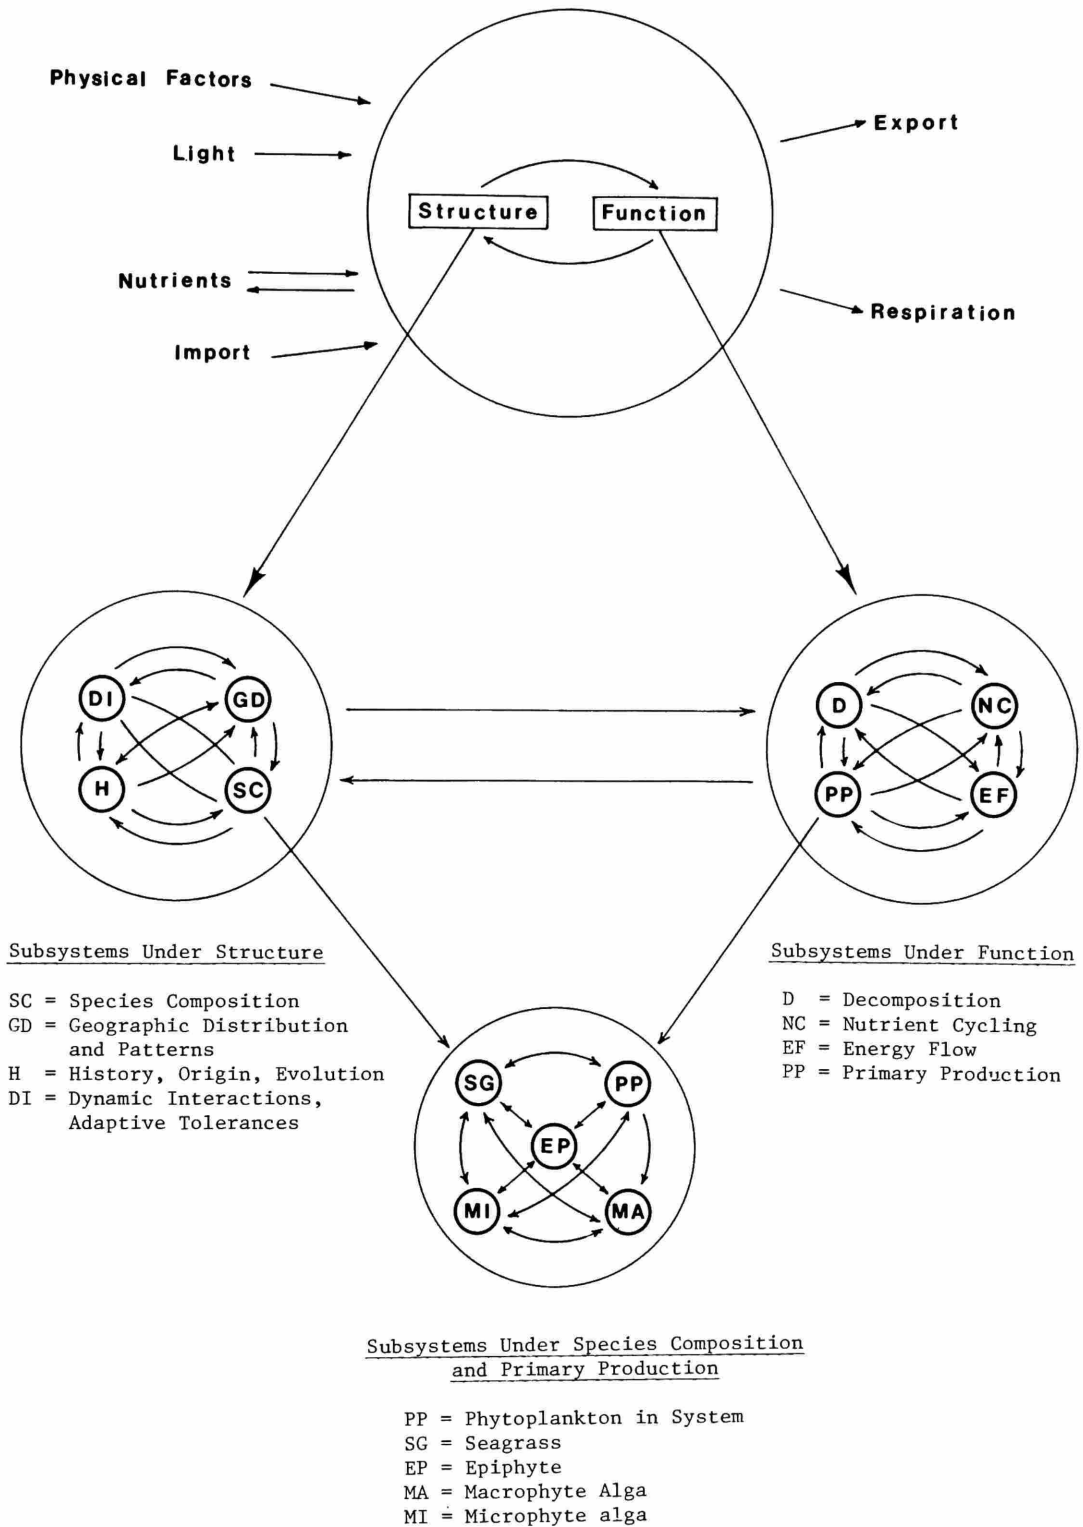 Physical Factors
Light
Export
Structure
Function
Nutrients
Respiration
Import
DI
GD
H
SC
D
NC
PP
EF
Subsystems Under Structure
SC = Species Composition
GD = Geographic Distribution
and Patterns
H = History, Origin, Evolution
DI = Dynamic Interactions,
Adaptive Tolerances
Subsystems Under Function
D = Decomposition
NC = Nutrient Cycling
EF = Energy Flow
PP = Primary Production
SG
PP
EP
MI
MA
Subsystems Under Species Composition
and Primary Production
PP = Phytoplankton in System
SG = Seagrass
EP = Epiphyte
MA = Macrophyte Alga
MI = Microphyte alga